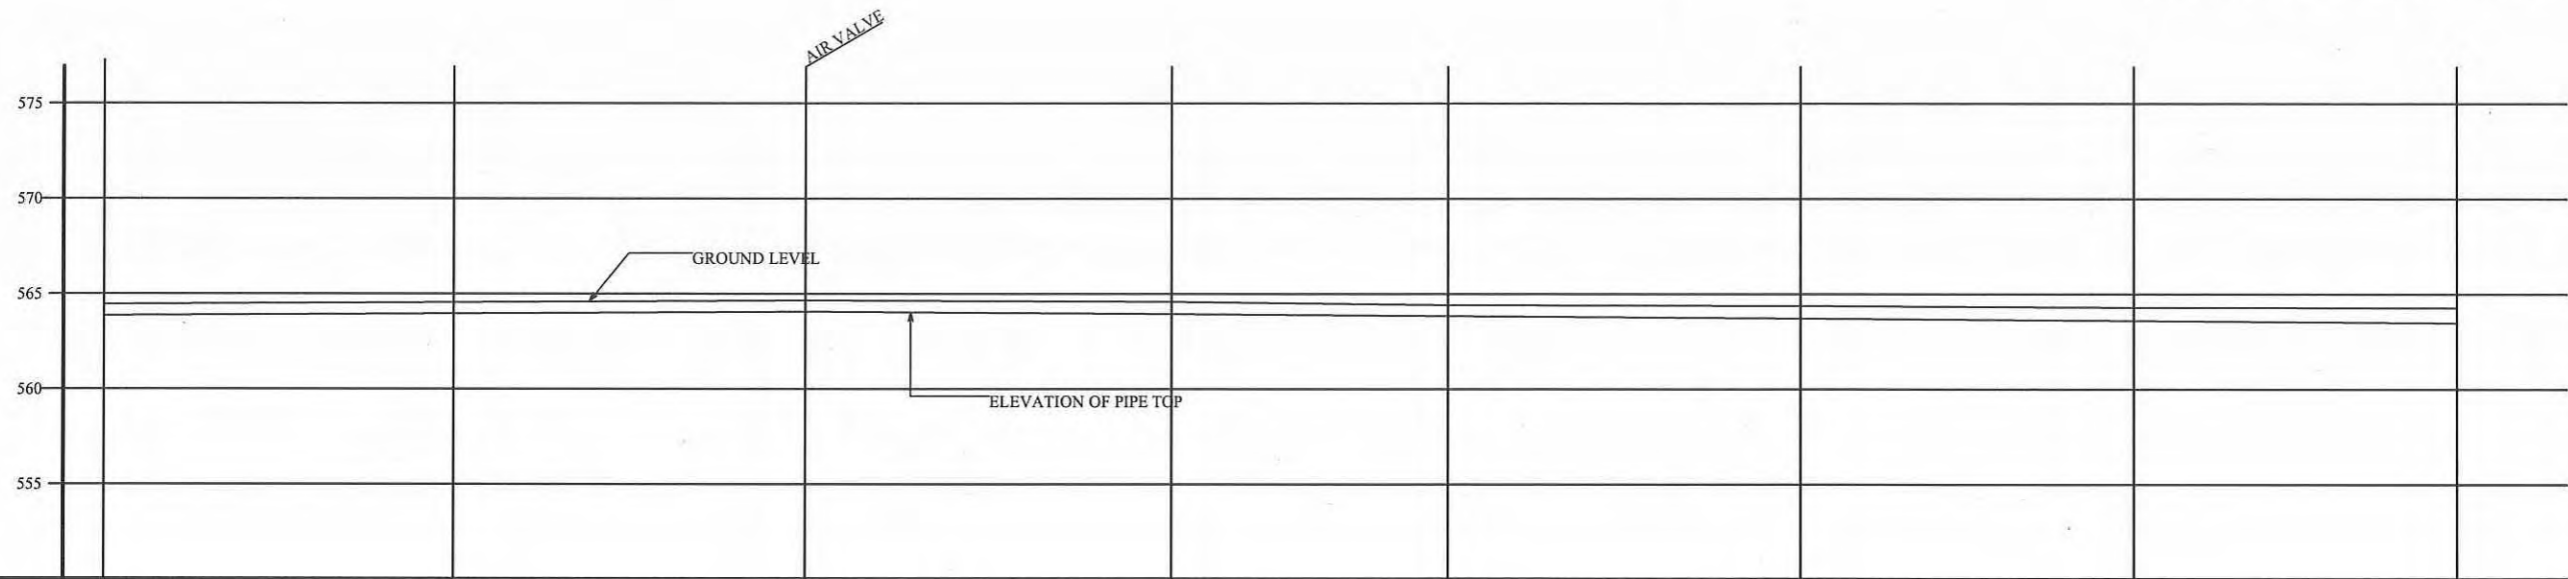 AIR VALVE
575
570
GROUND LEVEL
565
560
ELEVATION OF PIPE TOP
555